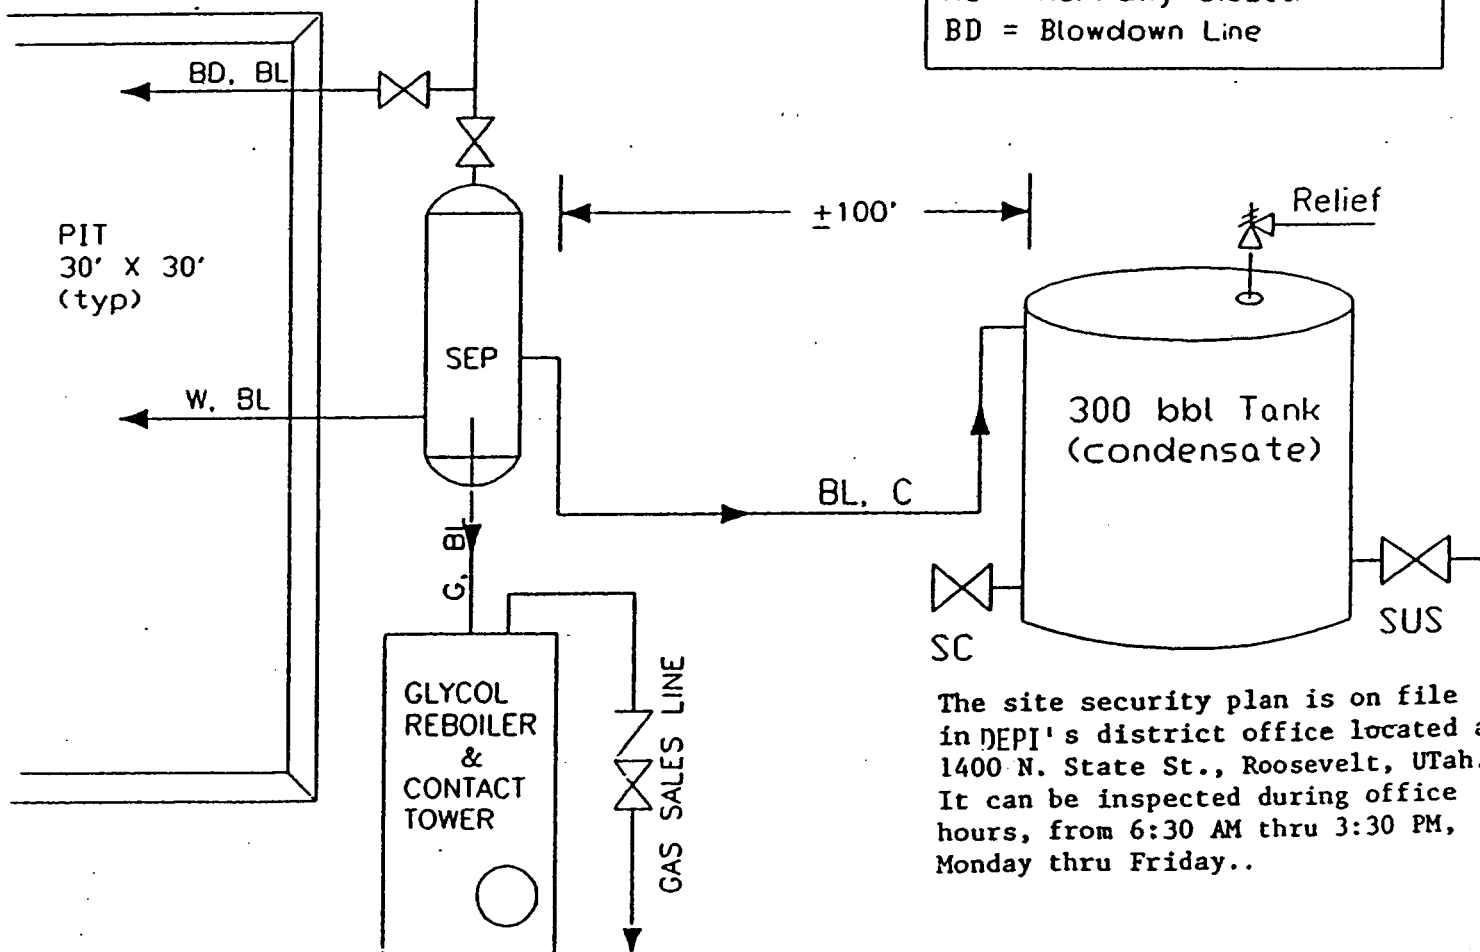 BD = Blowdown Line
BD, BL
PIT
30' X 30'
(typ)
±100'
Relief
SEP
W, BL
300 bbl Tank
(condensate)
BL, C
G, BL
SC
SUS
GLYCOL
REBOILER
&
CONTACT
TOWER
GAS SALES LINE
The site security plan is on file
in DEPI's district office located
1400 N. State St., Roosevelt, UTah.
It can be inspected during office
hours, from 6:30 AM thru 3:30 PM,
Monday thru Friday..